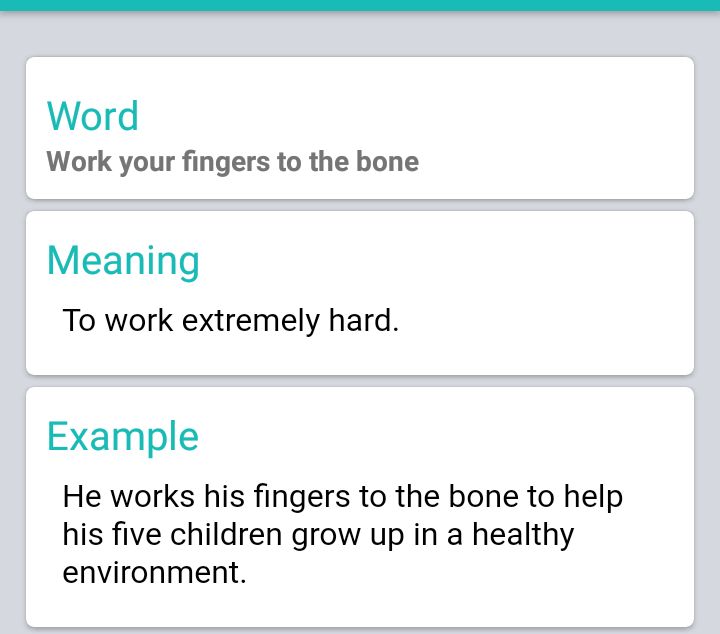 Word
Work your fingers to the bone
Meaning
To work extremely hard.
Example
He works his fingers to the bone to help
his five children grow up in a healthy
environment.